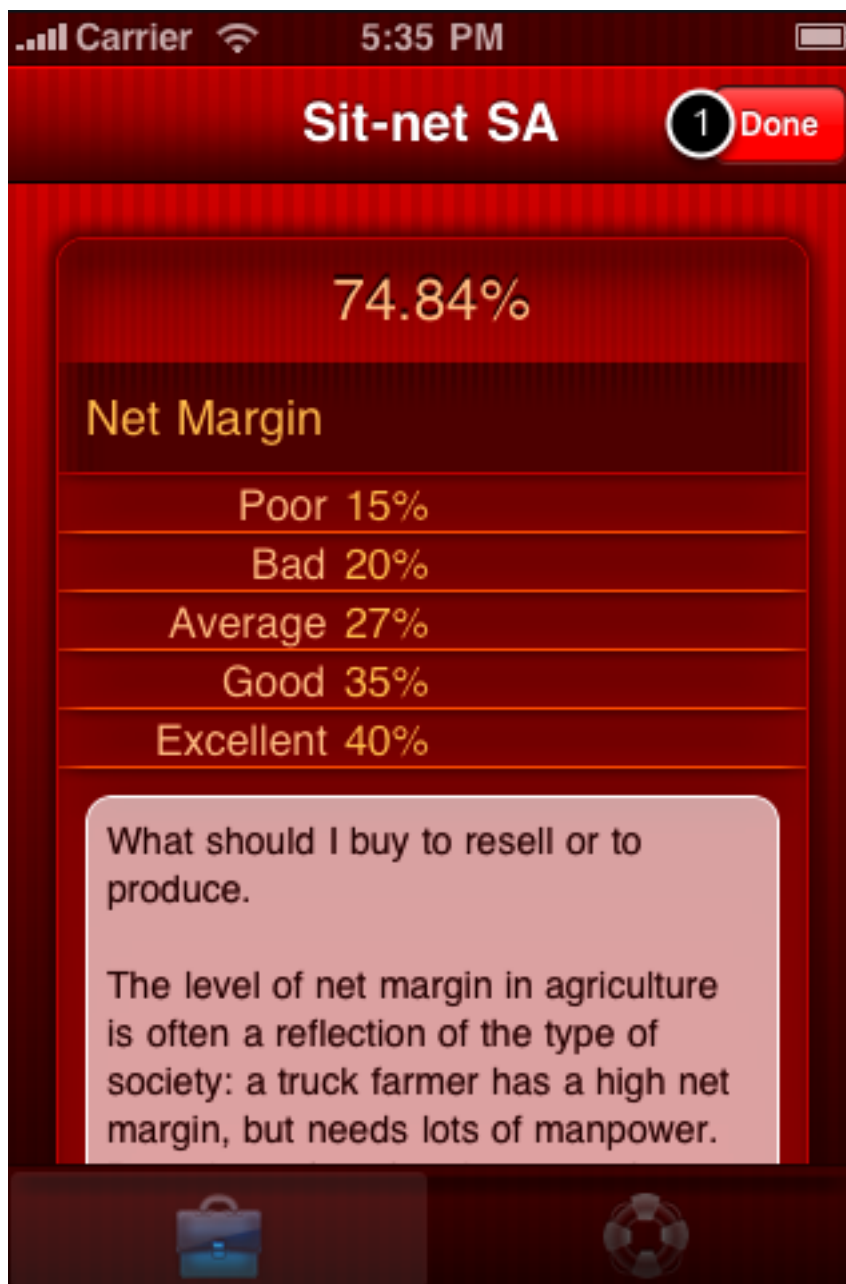 Carrier 5:35 PM
Sit-net SA 1 Done
74.84%
Net Margin
Poor 15%
Bad 20%
Average 27%
Good 35%
Excellent 40%
What should I buy to resell or to
produce.
The level of net margin in agriculture
is often a reflection of the type of
society: a truck farmer has a high net
margin, but needs lots of manpower.